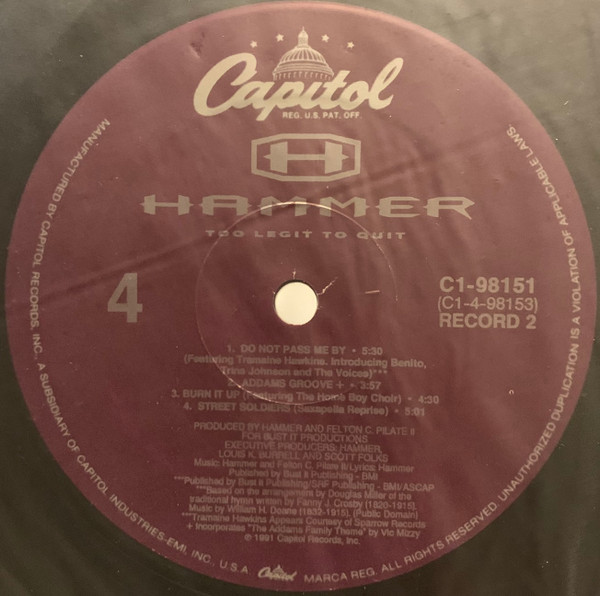 Capitol
REG. U.S. PAT. OFF.
H
HAMMER
TOO LEGIT TO QUIT
4
C1-98151
(C1-4-98153)
RECORD 2
1. DO NOT PASS ME BY • 5:30
(Featuring Tramaine Hawkins. Introducing Benito,
Trina Johnson and The Voices)***
2. ADDAMS GROOVE + • 3:57
3. BURN IT UP (Featuring The Home Boy Choir) • 4:30
4. STREET SOLDIERS (Saxapella Reprise) • 5:01
PRODUCED BY HAMMER AND FELTON C. PILATE II
FOR BUST IT PRODUCTIONS
EXECUTIVE PRODUCERS: HAMMER,
LOUIS K. BURRELL AND SCOTT FOLKS
Music: Hammer and Felton C. Pilate II/Lyrics: Hammer
Published by Bust It Publishing - BMI
***Published by Bust It Publishing/SRF Publishing - BMI/ASCAP
***Based on the arrangement by Douglas Miller of the
traditional hymn written by Fanny J. Crosby (1820-1915),
Music by William H. Doane (1832-1915), (Public Domain)
***Tramaine Hawkins Appears Courtesy of Sparrow Records
+ Incorporates "The Addams Family Theme" by Vic Mizzy
℗ 1991 Capitol Records, Inc.
MANUFACTURED BY CAPITOL RECORDS, INC., A SUBSIDIARY OF CAPITOL INDUSTRIES-EMI, INC., U.S.A. Capitol MARCA REG. ALL RIGHTS RESERVED. UNAUTHORIZED DUPLICATION IS A VIOLATION OF APPLICABLE LAWS.